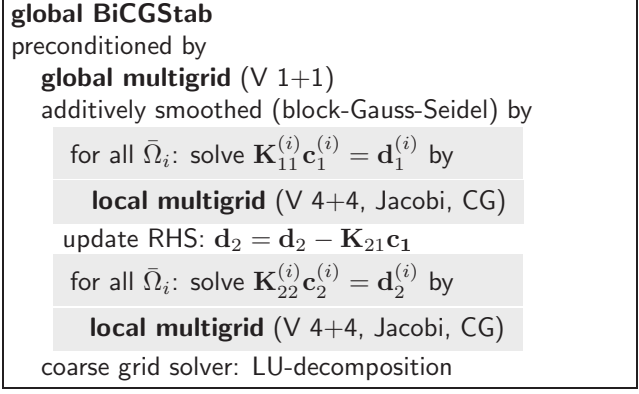 global BiCGStab
preconditioned by
global multigrid (V 1+1)
additively smoothed (block-Gauss-Seidel) by
for all Ω̄ᵢ: solve K₁₁⁽ⁱ⁾c₁⁽ⁱ⁾ = d₁⁽ⁱ⁾ by
local multigrid (V 4+4, Jacobi, CG)
update RHS: d₂ = d₂ − K₂₁c₁
for all Ω̄ᵢ: solve K₂₂⁽ⁱ⁾c₂⁽ⁱ⁾ = d₂⁽ⁱ⁾ by
local multigrid (V 4+4, Jacobi, CG)
coarse grid solver: LU-decomposition